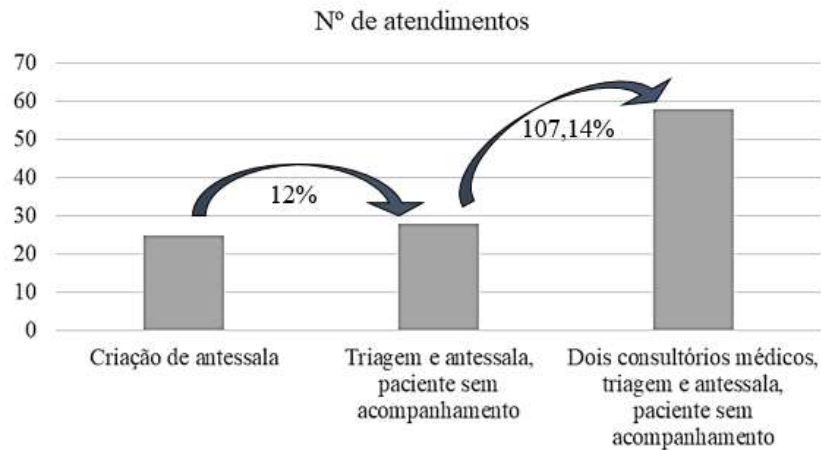 Nº de atendimentos
70
60
50
40
30
20
10
0
12%
107,14%
Criação de antessala
Triagem e antessala,
paciente sem
acompanhamento
Dois consultórios médicos,
triagem e antessala,
paciente sem
acompanhamento